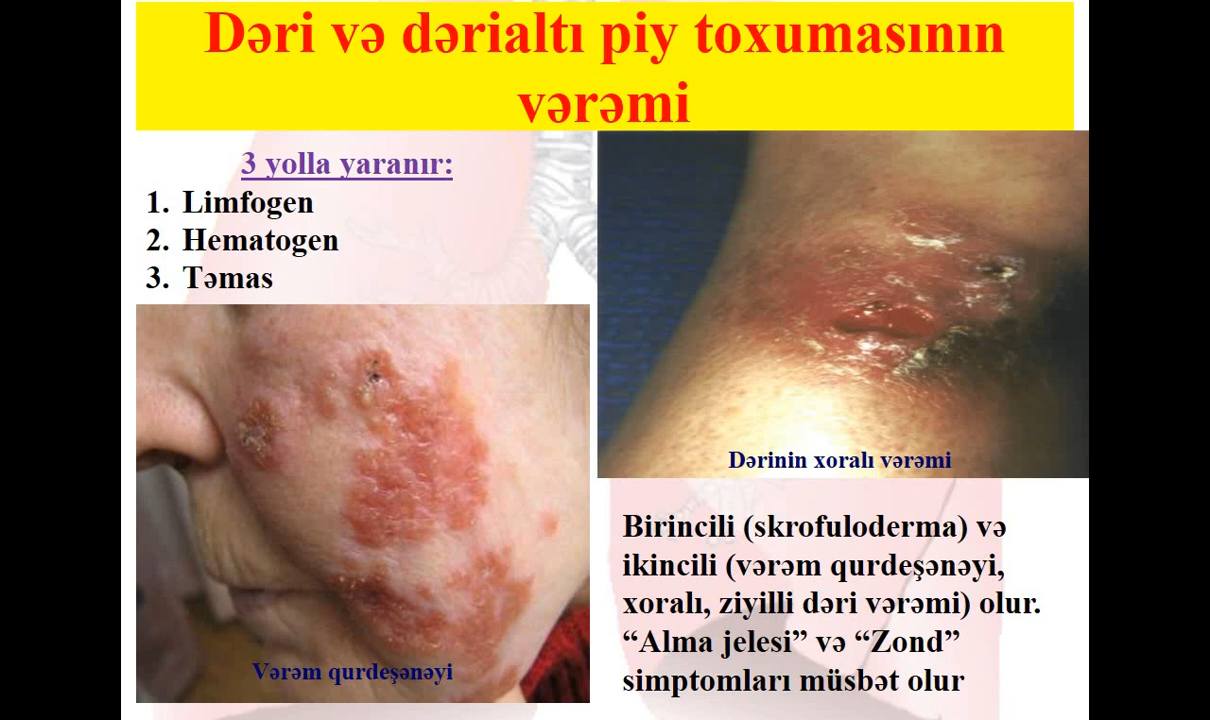 Dəri və dərialtı piy toxumasının
vərəmi
3 yolla yaranır:
1. Limfogen
2. Hematogen
3. Təmas
Vərəm qurdeşənəyi
Dərinin xoralı vərəmi
Birincili (skrofuloderma) və
ikincili (vərəm qurdeşənəyi,
xoralı, ziyilli dəri vərəmi) olur.
“Alma jelesi” və “Zond”
simptomları müsbət olur